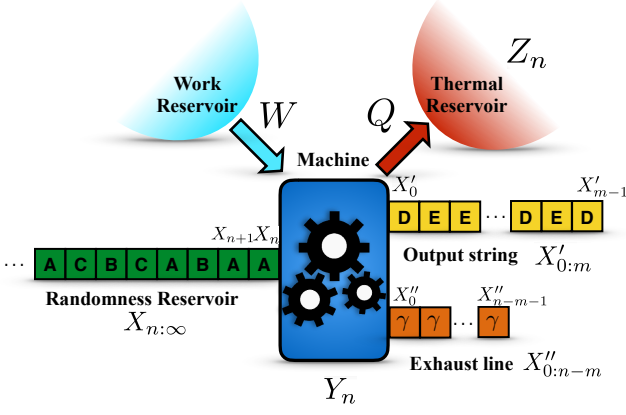 Work
Reservoir
W
Q
Z_n
Thermal
Reservoir
Machine
X'_0
X'_{m-1}
D E E ... D E D
Output string X'_{0:m}
X_{n+1} X_n
... A C B C A B A A
Randomness Reservoir
X_{n:∞}
X''_0
X''_{n-m-1}
γ γ ... γ
Exhaust line X''_{0:n-m}
Y_n